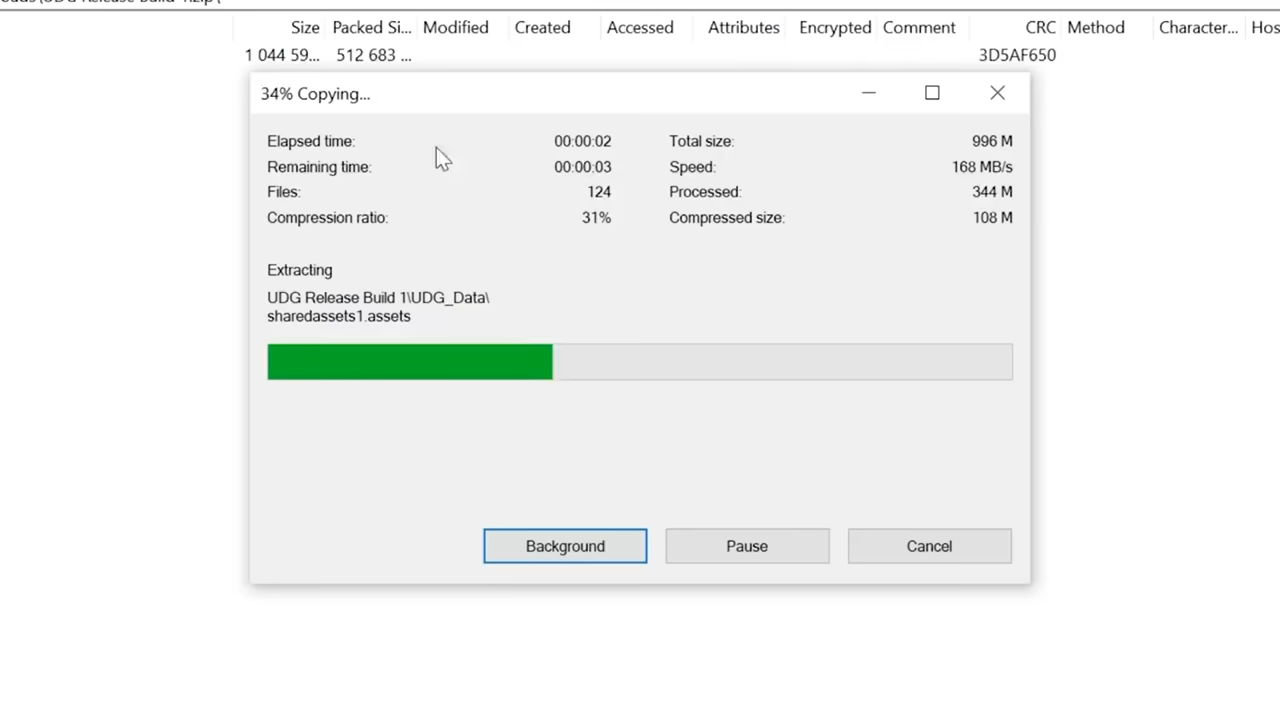 Size Packed Si... Modified Created Accessed Attributes Encrypted Comment CRC Method Character... Hos
1 044 59... 512 683 ... 3D5AF650
34% Copying...
Elapsed time: 00:00:02 Total size: 996 M
Remaining time: 00:00:03 Speed: 168 MB/s
Files: 124 Processed: 344 M
Compression ratio: 31% Compressed size: 108 M
Extracting
UDG Release Build 1\UDG_Data\
sharedassets1.assets
Background Pause Cancel